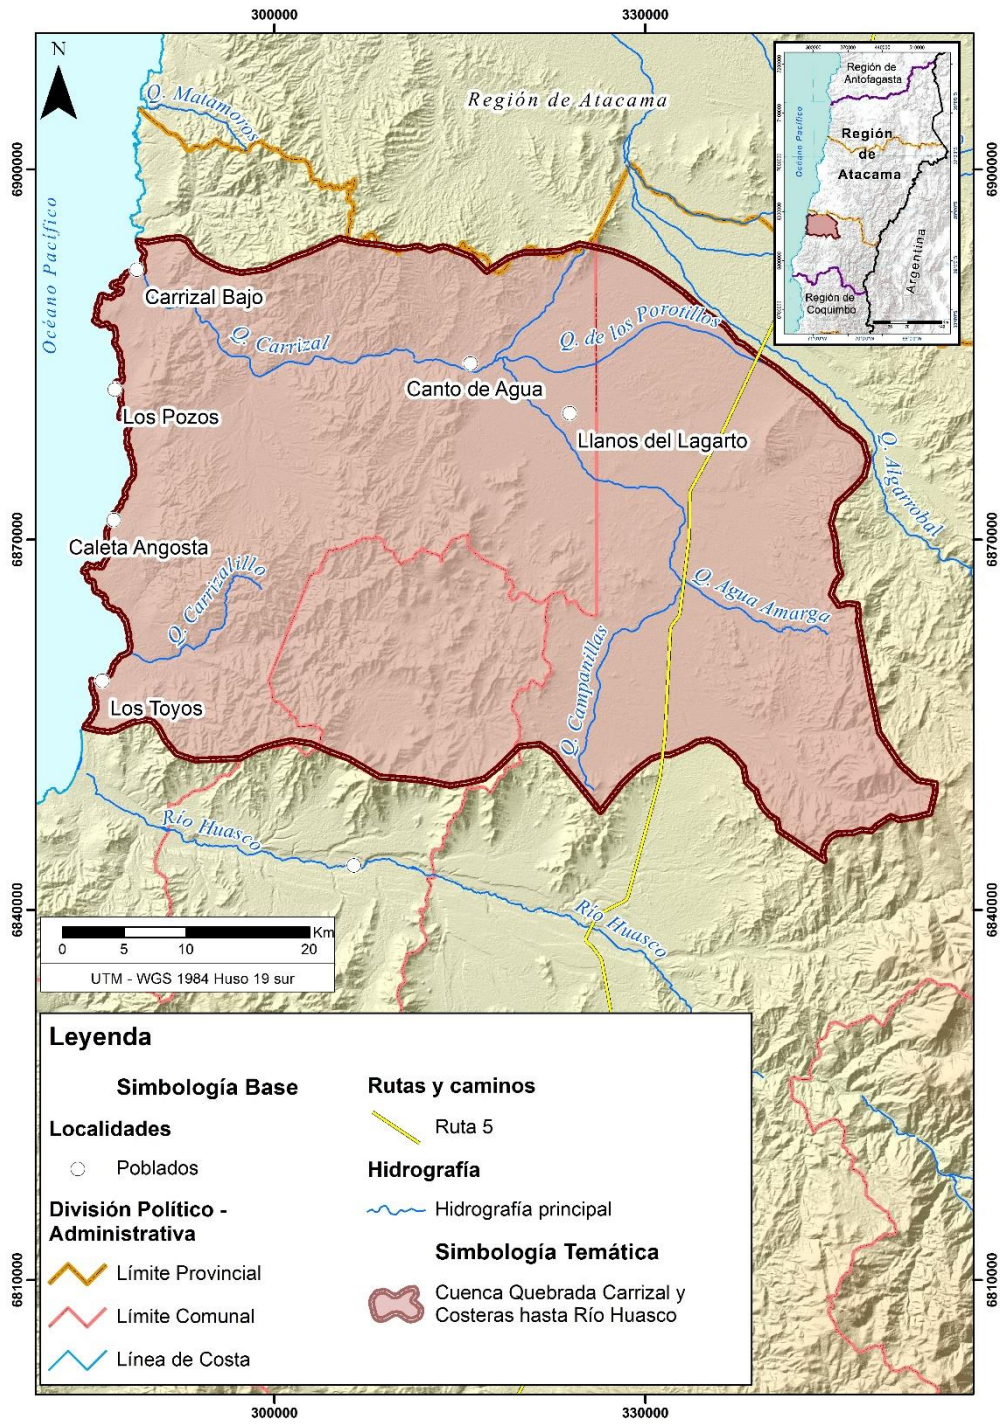 300000
330000
N
Q. Matamoros
Región de Atacama
Océano Pacífico
6900000
6900000
Región de
Antofagasta
Océano Pacífico
Región
de
Atacama
Argentina
Región de
Coquimbo
Carrizal Bajo
Q. Carrizal
Q. de los Porotillos
Canto de Agua
Los Pozos
Llanos del Lagarto
Q. Algarrobal
Caleta Angosta
6870000
6870000
Q. Carrizalillo
Q. Agua Amarga
Q. Campanillas
Los Toyos
Río Huasco
Río Huasco
6840000
6840000
Km
0 5 10 20
UTM - WGS 1984 Huso 19 sur
Leyenda
Simbología Base
Localidades
Poblados
División Político -
Administrativa
Límite Provincial
Límite Comunal
Línea de Costa
Rutas y caminos
Ruta 5
Hidrografía
Hidrografía principal
Simbología Temática
Cuenca Quebrada Carrizal y
Costeras hasta Río Huasco
6810000
6810000
300000
330000